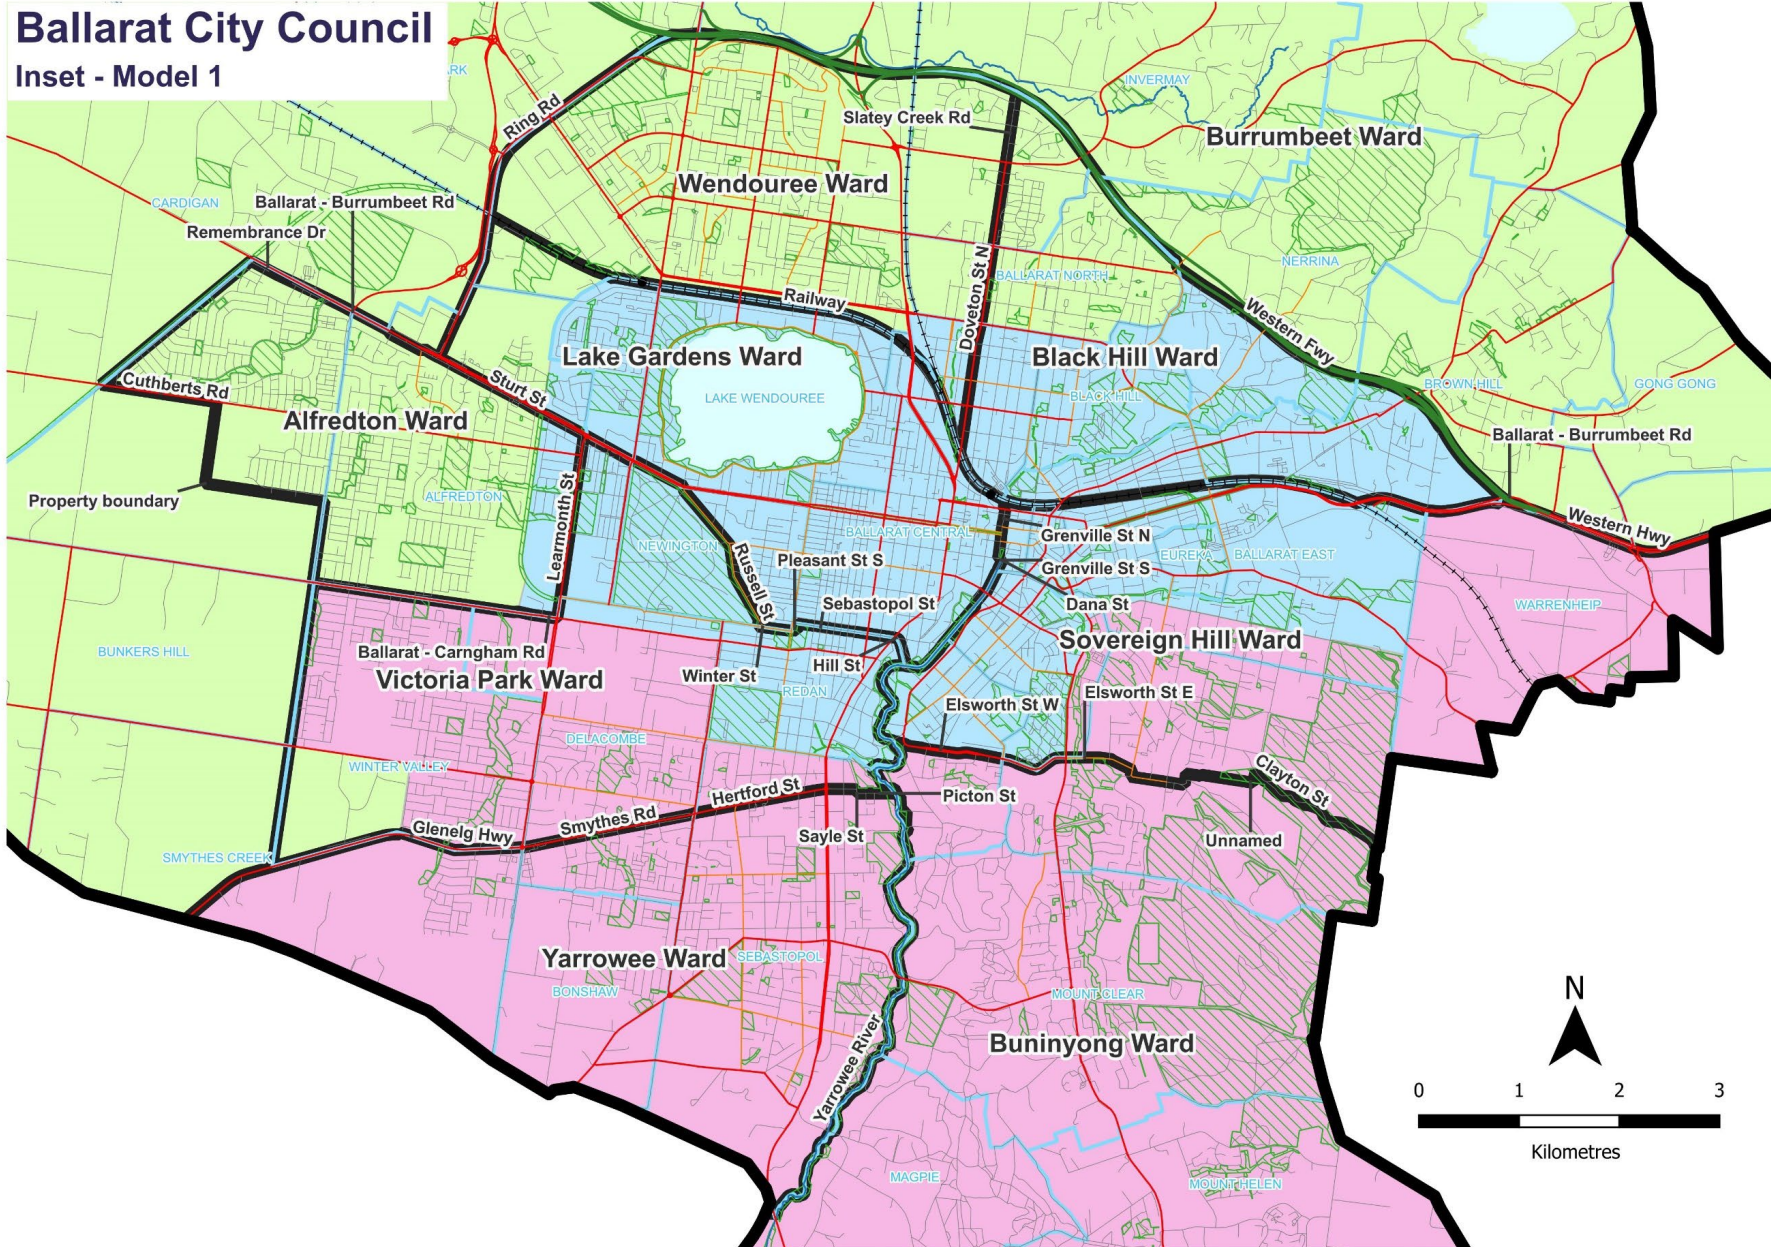 Ballarat City Council
Inset - Model 1
RK
INVERMAY
Ring Rd
Slatey Creek Rd
Burrumbeet Ward
Wendouree Ward
CARDIGAN
Ballarat - Burrumbeet Rd
Remembrance Dr
Doveton St N
BALLARAT NORTH
NERRINA
Railway
Western Fwy
Lake Gardens Ward
Black Hill Ward
Cuthberts Rd
Sturt St
LAKE WENDOUREE
BLACK HILL
BROWN HILL
GONG GONG
Alfredton Ward
Ballarat - Burrumbeet Rd
Property boundary
ALFREDTON
Learmonth St
Western Hwy
NEWINGTON
BALLARAT CENTRAL
Grenville St N
EUREKA
BALLARAT EAST
Russell St
Pleasant St S
Grenville St S
Sebastopol St
Dana St
WARRENHEIP
BUNKERS HILL
Ballarat - Carngham Rd
Sovereign Hill Ward
Hill St
Victoria Park Ward
Winter St
REDAN
Elsworth St W
Elsworth St E
DELACOMBE
WINTER VALLEY
Clayton St
Hertford St
Picton St
Smythes Rd
Glenelg Hwy
Sayle St
Unnamed
SMYTHES CREEK
Yarrowee Ward
SEBASTOPOL
BONSHAW
MOUNT CLEAR
N
Buninyong Ward
Yarrowee River
0 1 2 3
Kilometres
MAGPIE
MOUNT HELEN